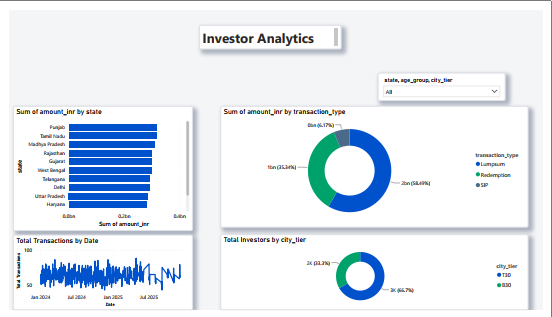 Investor Analytics
state, age_group, city_tier
All
Sum of amount_inr by state
state
Punjab
Tamil Nadu
Madhya Pradesh
Rajasthan
Gujarat
West Bengal
Telangana
Delhi
Uttar Pradesh
Haryana
0.0bn 0.2bn 0.4bn
Sum of amount_inr
Sum of amount_inr by transaction_type
0bn (6.17%)
1bn (35.34%)
2bn (58.49%)
transaction_type
Lumpsum
Redemption
SIP
Total Transactions by Date
Total Transactions
100
50
Jan 2024 Jul 2024 Jan 2025 Jul 2025
Date
Total Investors by city_tier
2K (33.3%)
3K (66.7%)
city_tier
T30
B30